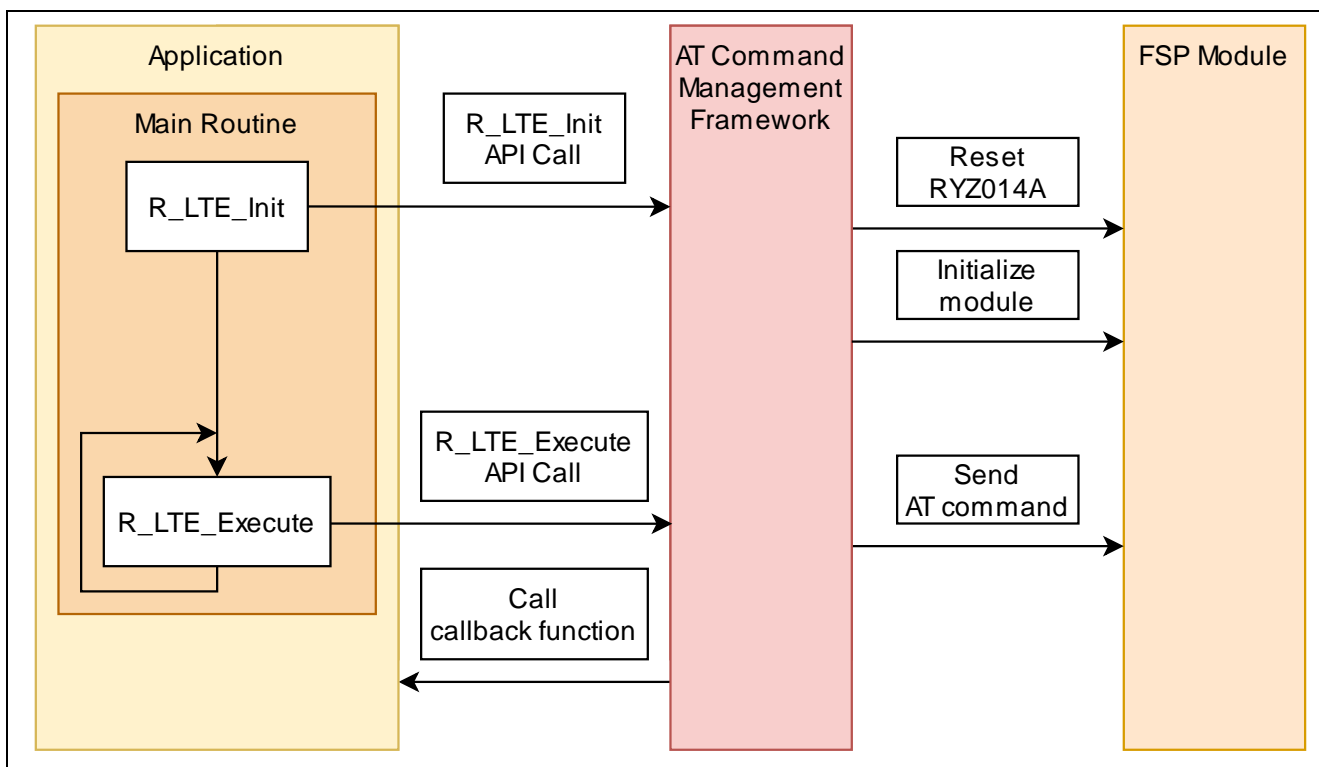 Application
Main Routine
R_LTE_Init
R_LTE_Execute
R_LTE_Init
API Call
R_LTE_Execute
API Call
Call
callback function
AT Command
Management
Framework
Reset
RYZ014A
Initialize
module
Send
AT command
FSP Module